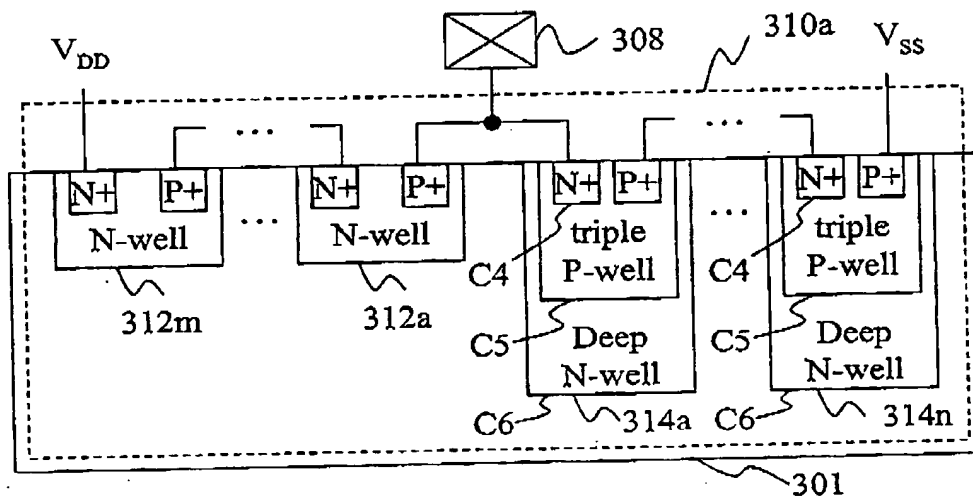 308
310a
V_DD
V_SS
... ...
N+ P+ N+ P+ N+ P+ N+ P+
... ...
N-well N-well triple P-well triple P-well
C4 C4
312m 312a
C5 C5
Deep N-well Deep N-well
C6 314a C6 314n
301